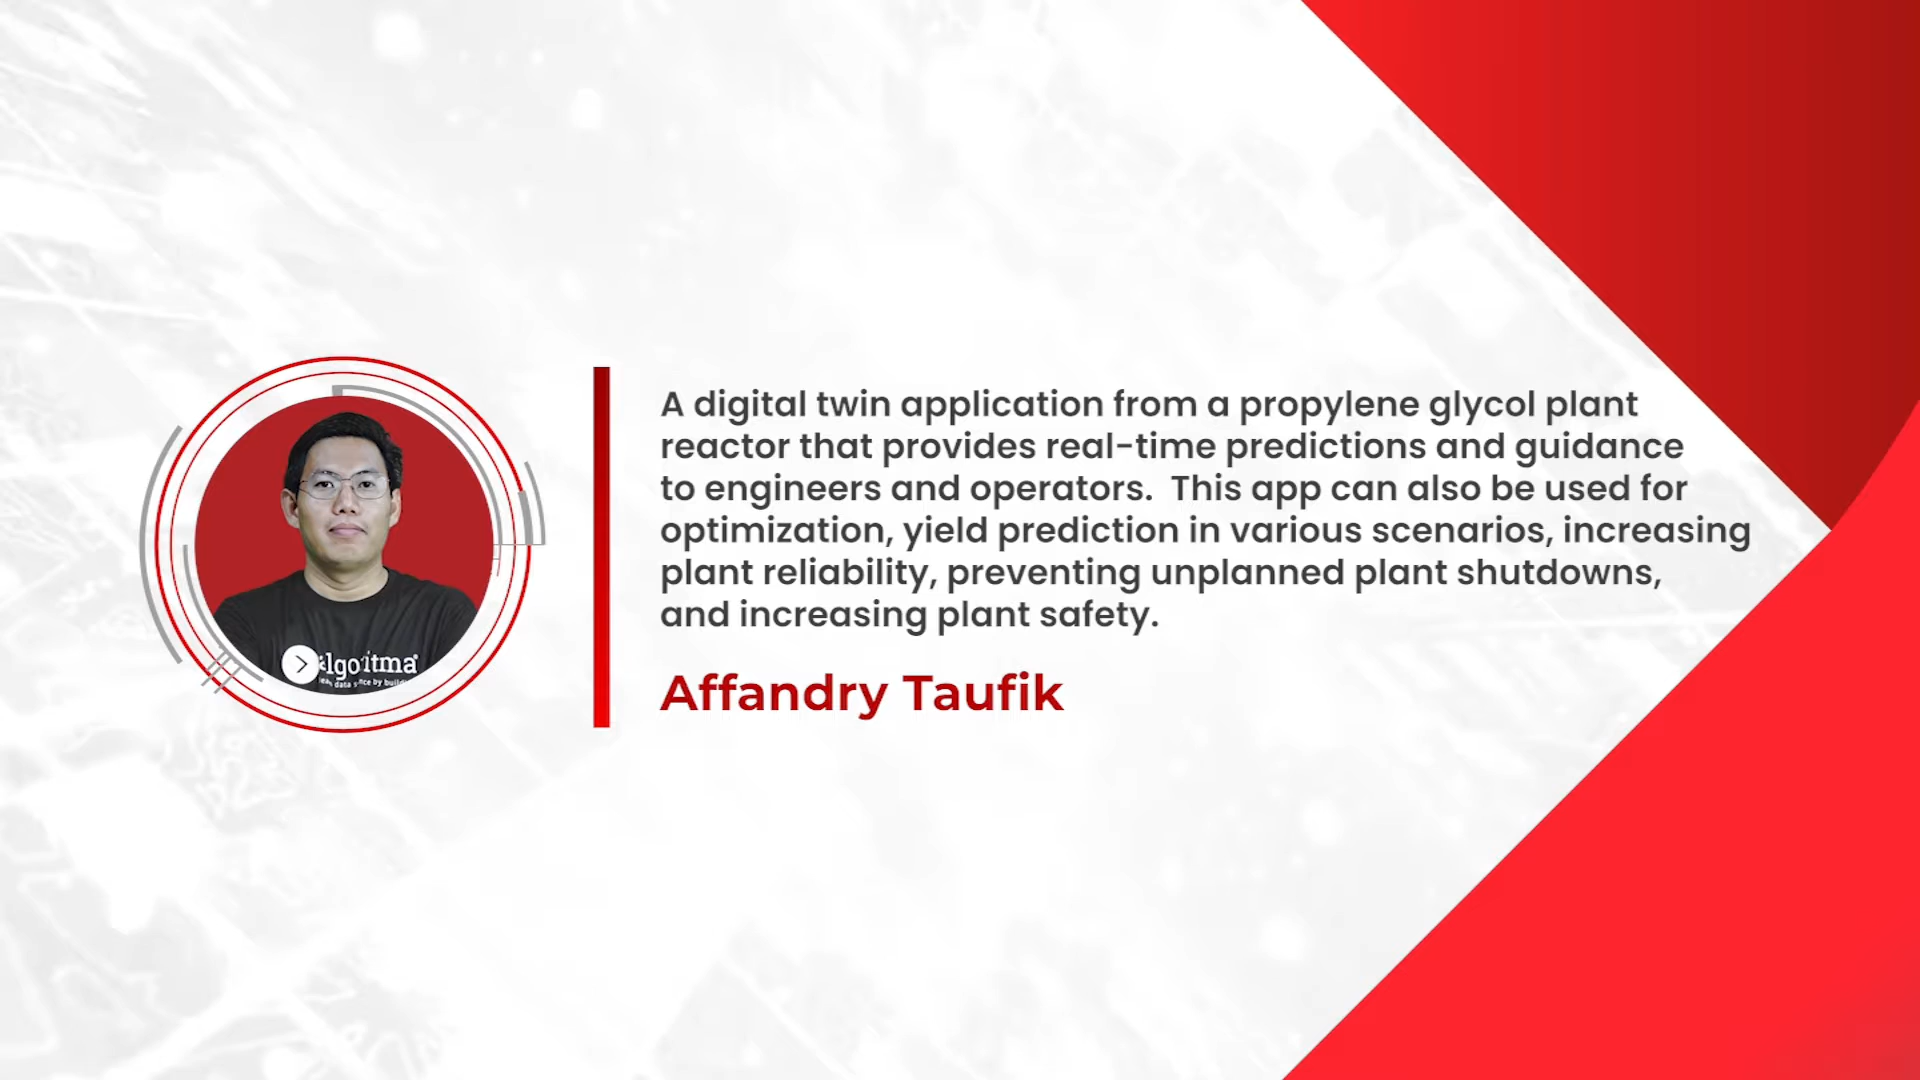 A digital twin application from a propylene glycol plant
reactor that provides real-time predictions and guidance
to engineers and operators.  This app can also be used for
optimization, yield prediction in various scenarios, increasing
plant reliability, preventing unplanned plant shutdowns,
and increasing plant safety.
Affandry Taufik
algoritma
data by